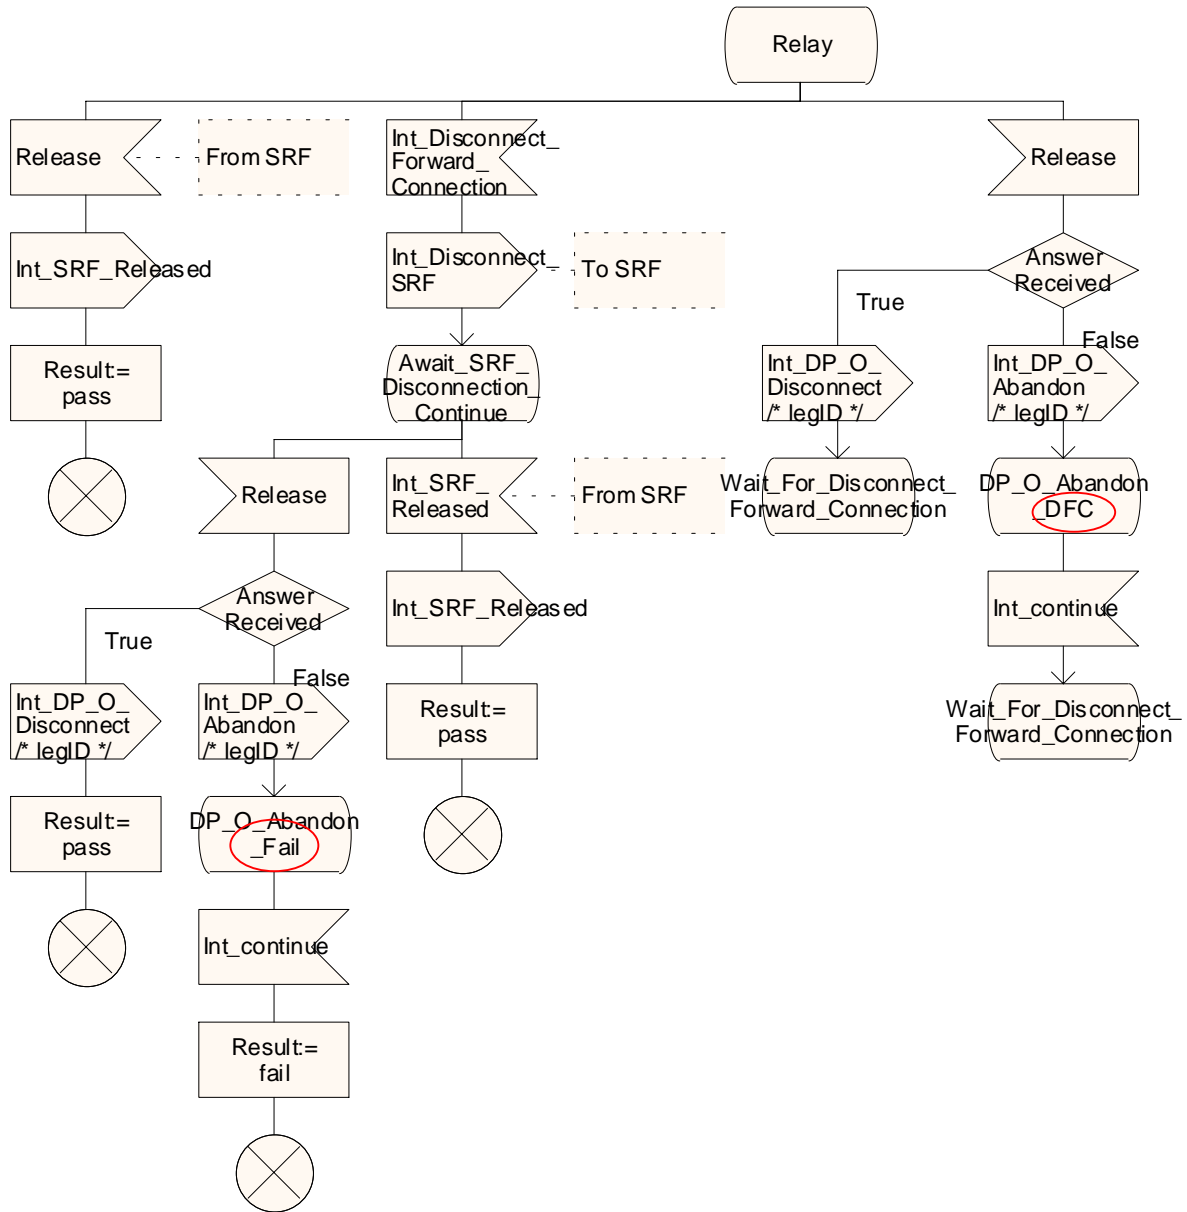 Relay
Release
From SRF
Int_Disconnect_
Forward_
Connection
Release
Int_SRF_Released
Int_Disconnect_
SRF
To SRF
Answer
Received
True
False
Result:=
pass
Await_SRF_
Disconnection_
Continue
Int_DP_O_
Disconnect
/* legID */
Int_DP_O_
Abandon
/* legID */
Release
Int_SRF_
Released
From SRF
Wait_For_Disconnect_
Forward_Connection
DP_O_Abandon
_DFC
Answer
Received
True
False
Int_SRF_Released
Int_continue
Int_DP_O_
Disconnect
/* legID */
Int_DP_O_
Abandon
/* legID */
Result:=
pass
Wait_For_Disconnect_
Forward_Connection
Result:=
pass
DP_O_Abandon
_Fail
Int_continue
Result:=
fail